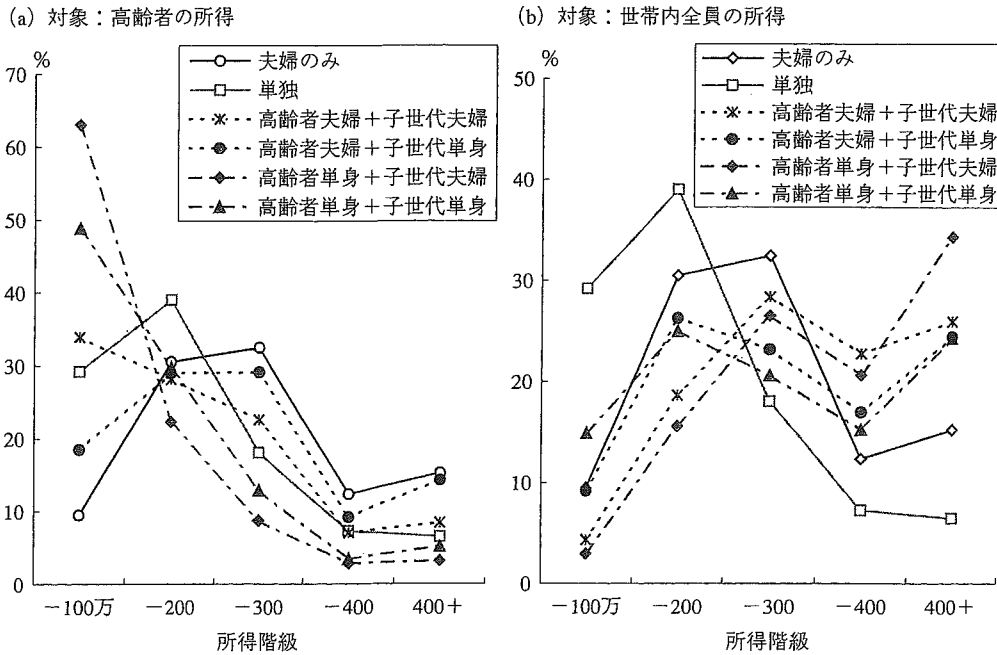 (a) 対象：高齢者の所得
%
70
60
50
40
30
20
10
0
夫婦のみ
単独
高齢者夫婦＋子世代夫婦
高齢者夫婦＋子世代単身
高齢者単身＋子世代夫婦
高齢者単身＋子世代単身
－100万 －200 －300 －400 400＋
所得階級
(b) 対象：世帯内全員の所得
%
50
40
30
20
10
0
夫婦のみ
単独
高齢者夫婦＋子世代夫婦
高齢者夫婦＋子世代単身
高齢者単身＋子世代夫婦
高齢者単身＋子世代単身
－100万 －200 －300 －400 400＋
所得階級